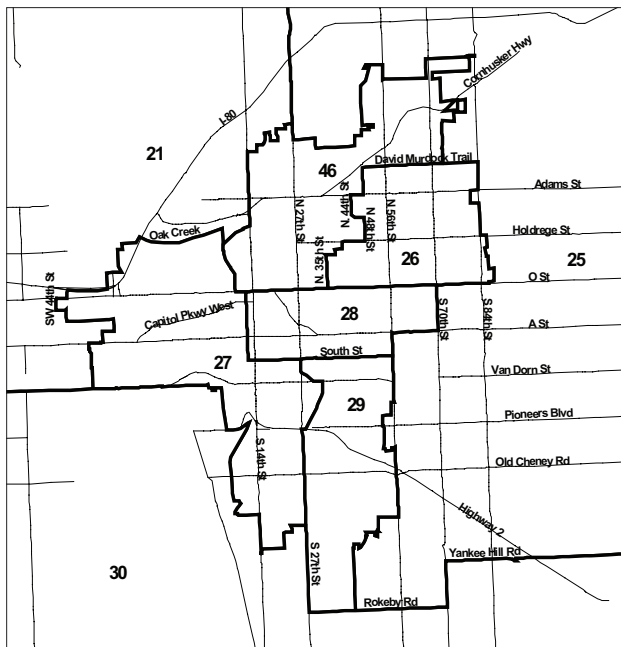 Cornhusker Hwy
I-80
21
46
David Murdock Trail
Adams St
N 27th St
N 44th St
N 48th St
N 56th St
Oak Creek
Holdrege St
N 35th St
26
25
O St
SW 44th St
28
S 70th St
S 84th St
Capitol Pkwy West
A St
South St
27
Van Dorn St
29
Pioneers Blvd
S 14th St
Old Cheney Rd
Highway 2
Yankee Hill Rd
30
S 27th St
Rokeby Rd